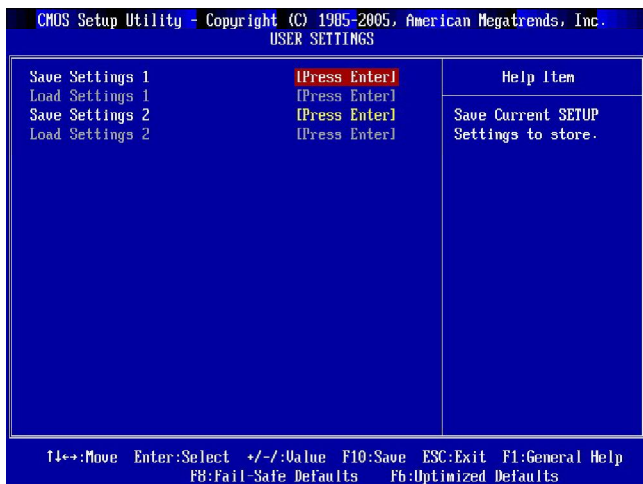 CMOS Setup Utility - Copyright (C) 1985-2005, American Megatrends, Inc.
USER SETTINGS
Save Settings 1 [Press Enter]
Load Settings 1 [Press Enter]
Save Settings 2 [Press Enter]
Load Settings 2 [Press Enter]
Help Item
Save Current SETUP
Settings to store.
↑↓←→:Move Enter:Select +/-/:Value F10:Save ESC:Exit F1:General Help
F8:Fail-Safe Defaults F6:Optimized Defaults